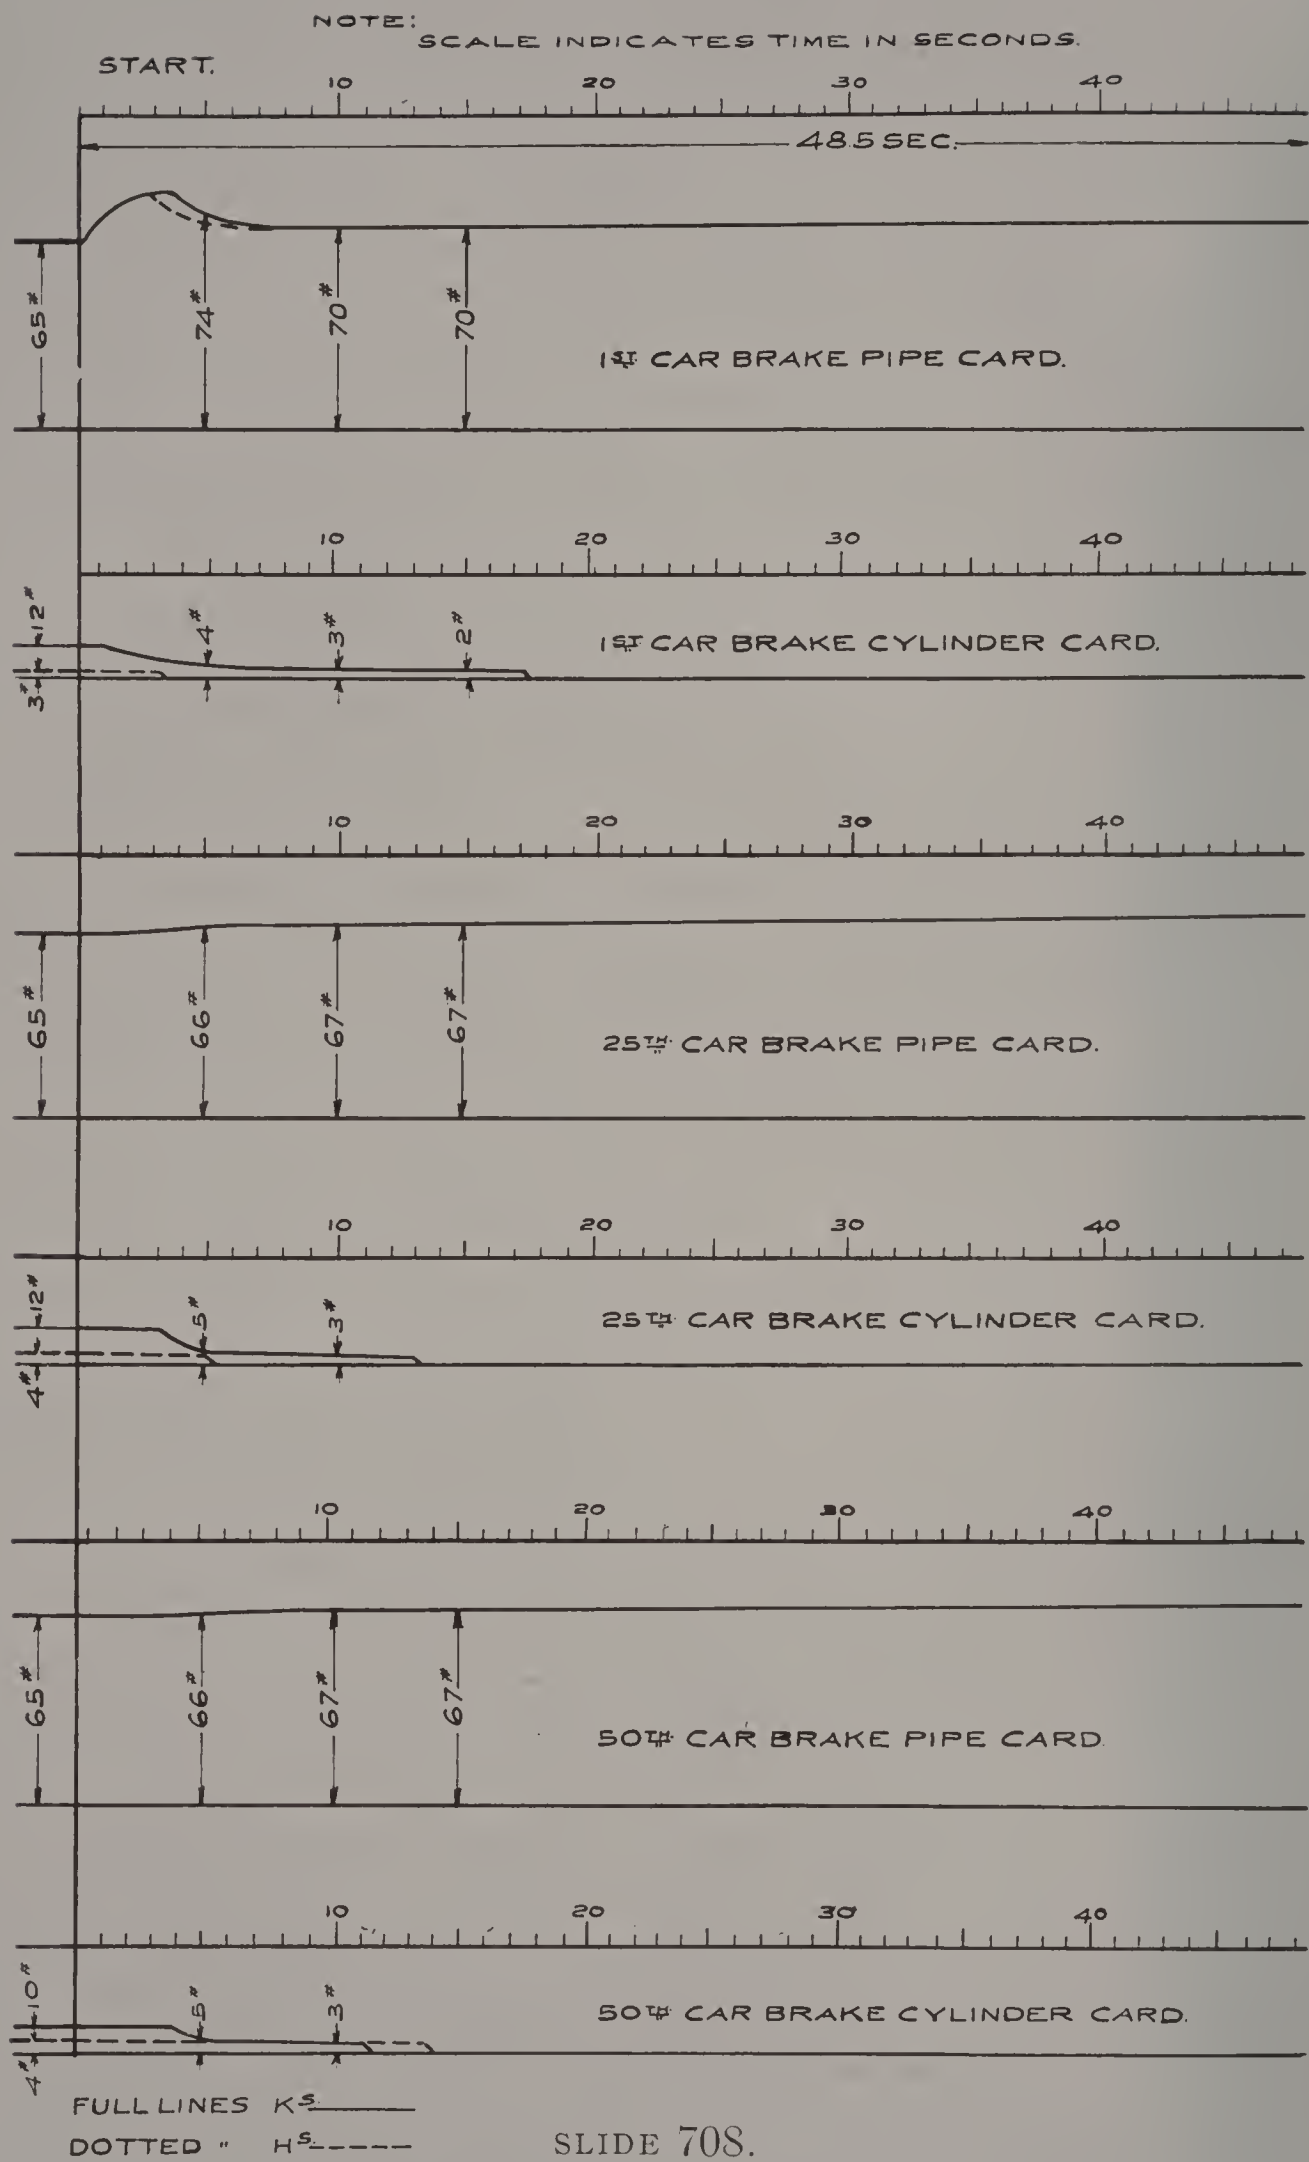 NOTE:
SCALE INDICATES TIME IN SECONDS.
START.
10 20 30 40
48.5 SEC.
65# 74# 70# 70#
1ST CAR BRAKE PIPE CARD.
10 20 30 40
12# 4# 3# 2#
1ST CAR BRAKE CYLINDER CARD.
3#
10 20 30 40
65# 66# 67# 67#
25TH CAR BRAKE PIPE CARD.
10 20 30 40
12# 5# 3#
25TH CAR BRAKE CYLINDER CARD.
4#
10 20 30 40
65# 66# 67# 67#
50TH CAR BRAKE PIPE CARD.
10 20 30 40
10# 5# 3#
50TH CAR BRAKE CYLINDER CARD.
4#
FULL LINES KS
DOTTED " HS
SLIDE 708.